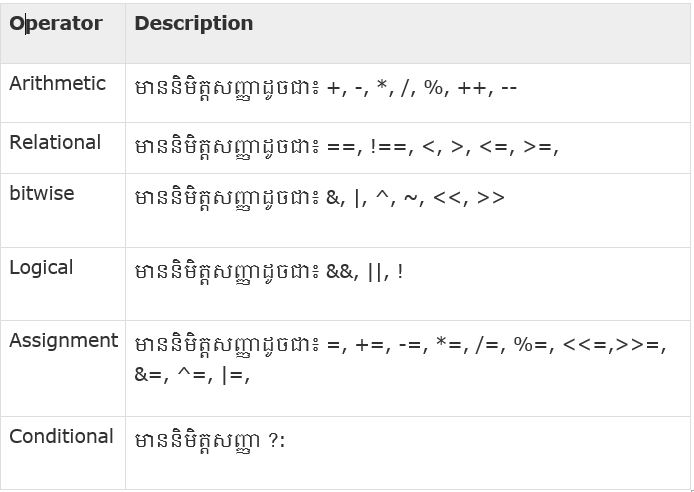 Operator Description
Arithmetic មាននិមិត្តសញ្ញាដូចជា៖ +, -, *, /, %, ++, --
Relational មាននិមិត្តសញ្ញាដូចជា៖ ==, !==, <, >, <=, >=,
bitwise មាននិមិត្តសញ្ញាដូចជា៖ &, |, ^, ~, <<, >>
Logical មាននិមិត្តសញ្ញាដូចជា៖ &&, ||, !
Assignment មាននិមិត្តសញ្ញាដូចជា៖ =, +=, -=, *=, /=, %=, <<=,>>=,
&=, ^=, |=,
Conditional មាននិមិត្តសញ្ញា ?: